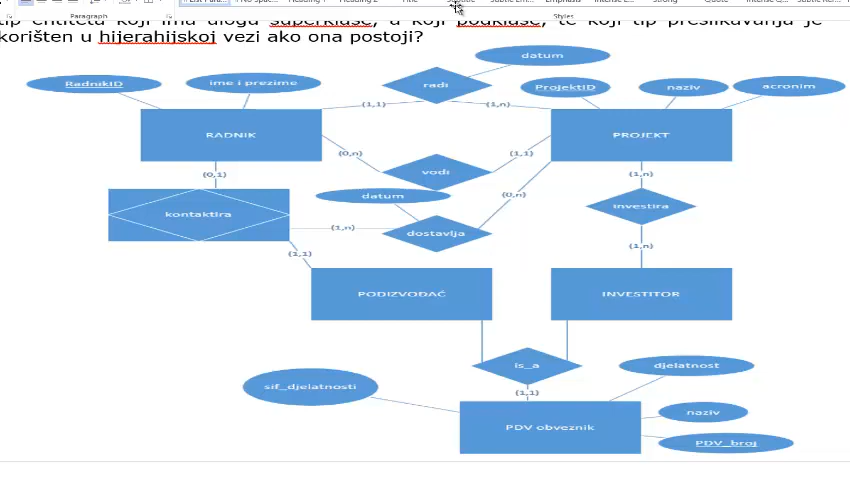 Paragraph
Styles
tip entiteta koji ima ulogu superklase, a koji podklase, te koji tip preslikavanja je
korišten u hijerahijskoj vezi ako ona postoji?
datum
RadnikID
ime i prezime
radi
ProjektID
naziv
acronim
(1,1)
(1,n)
RADNIK
PROJEKT
(0,n)
(1,1)
(0,1)
vodi
(1,n)
datum
(0,n)
investira
kontaktira
(1,n)
dostavlja
(1,n)
(1,1)
PODIZVOĐAČ
INVESTITOR
is_a
djelatnost
sif_djelatnosti
(1,1)
naziv
PDV obveznik
PDV_broj